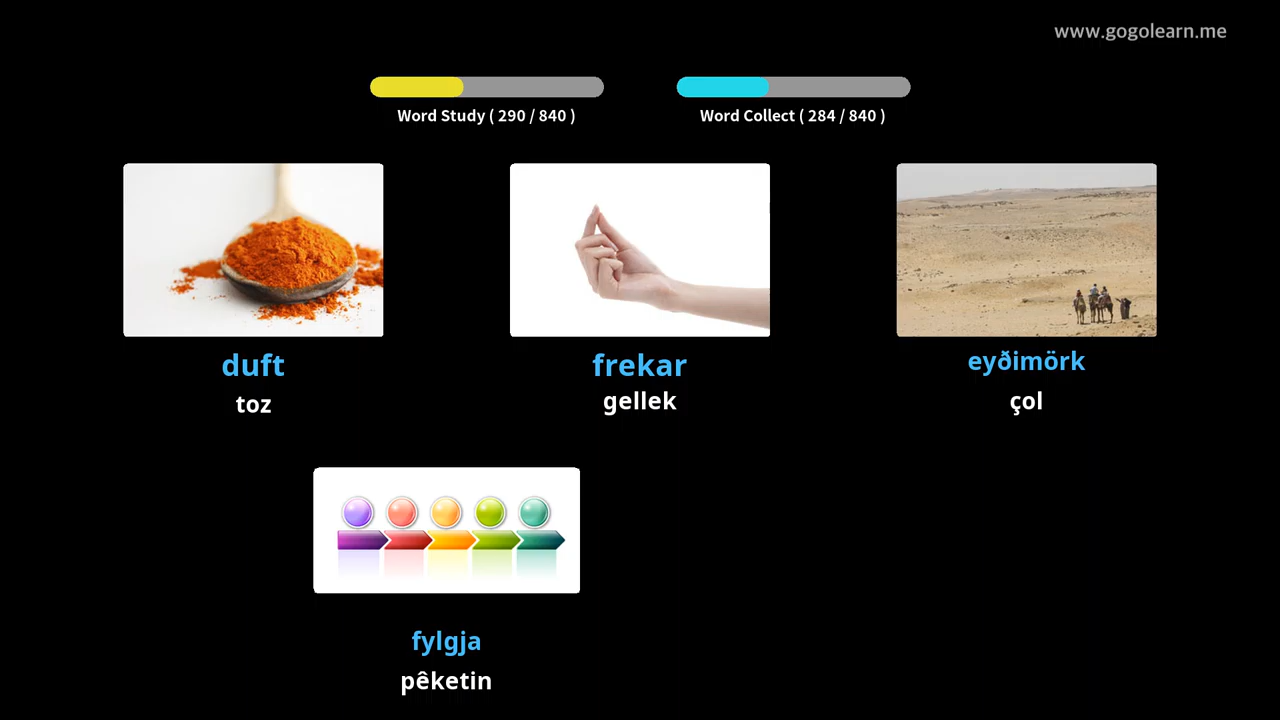 www.gogolearn.me
Word Study ( 290 / 840 )
Word Collect ( 284 / 840 )
duft
frekar
eyðimörk
toz
gellek
çol
fylgja
pêketin